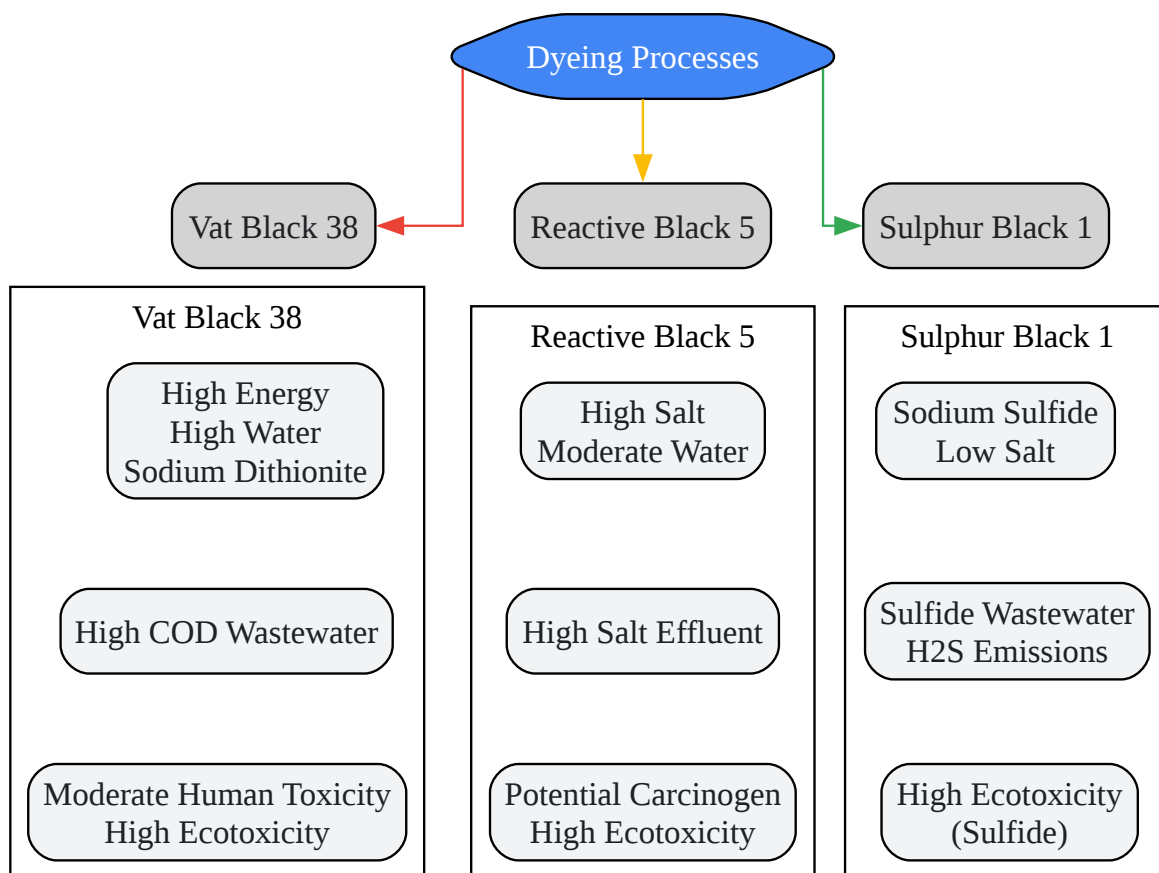 Dyeing Processes
Vat Black 38
Reactive Black 5
Sulphur Black 1
Vat Black 38
High Energy
High Water
Sodium Dithionite
High COD Wastewater
Moderate Human Toxicity
High Ecotoxicity
Reactive Black 5
High Salt
Moderate Water
High Salt Effluent
Potential Carcinogen
High Ecotoxicity
Sulphur Black 1
Sodium Sulfide
Low Salt
Sulfide Wastewater
H2S Emissions
High Ecotoxicity
(Sulfide)